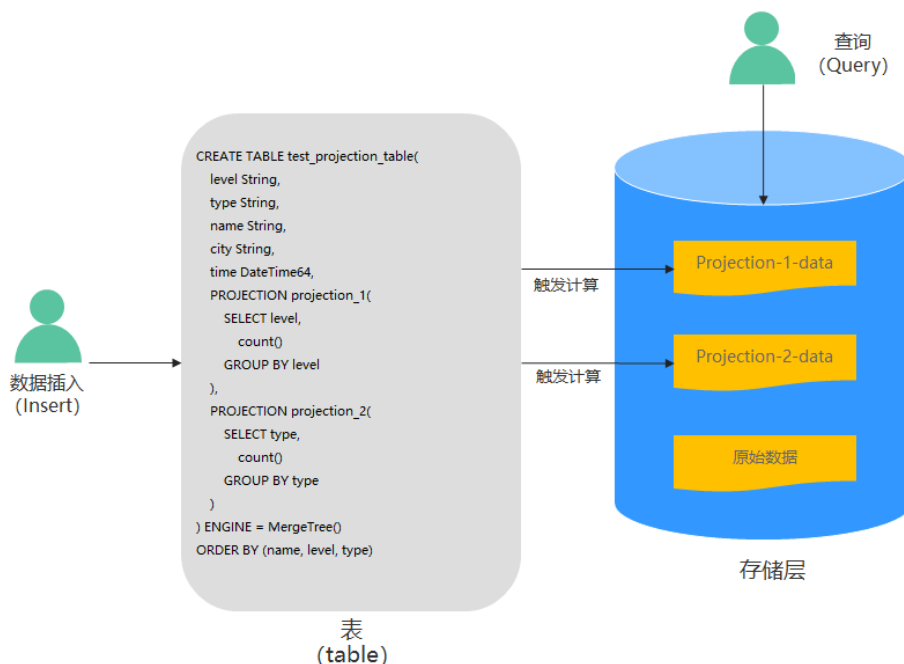 查询
(Query)
CREATE TABLE test_projection_table(
level String,
type String,
name String,
city String,
time DateTime64,
PROJECTION projection_1(
SELECT level,
count()
GROUP BY level
),
PROJECTION projection_2(
SELECT type,
count()
GROUP BY type
)
) ENGINE = MergeTree()
ORDER BY (name, level, type)
数据插入
(Insert)
触发计算
触发计算
Projection-1-data
Projection-2-data
原始数据
存储层
表
(table)